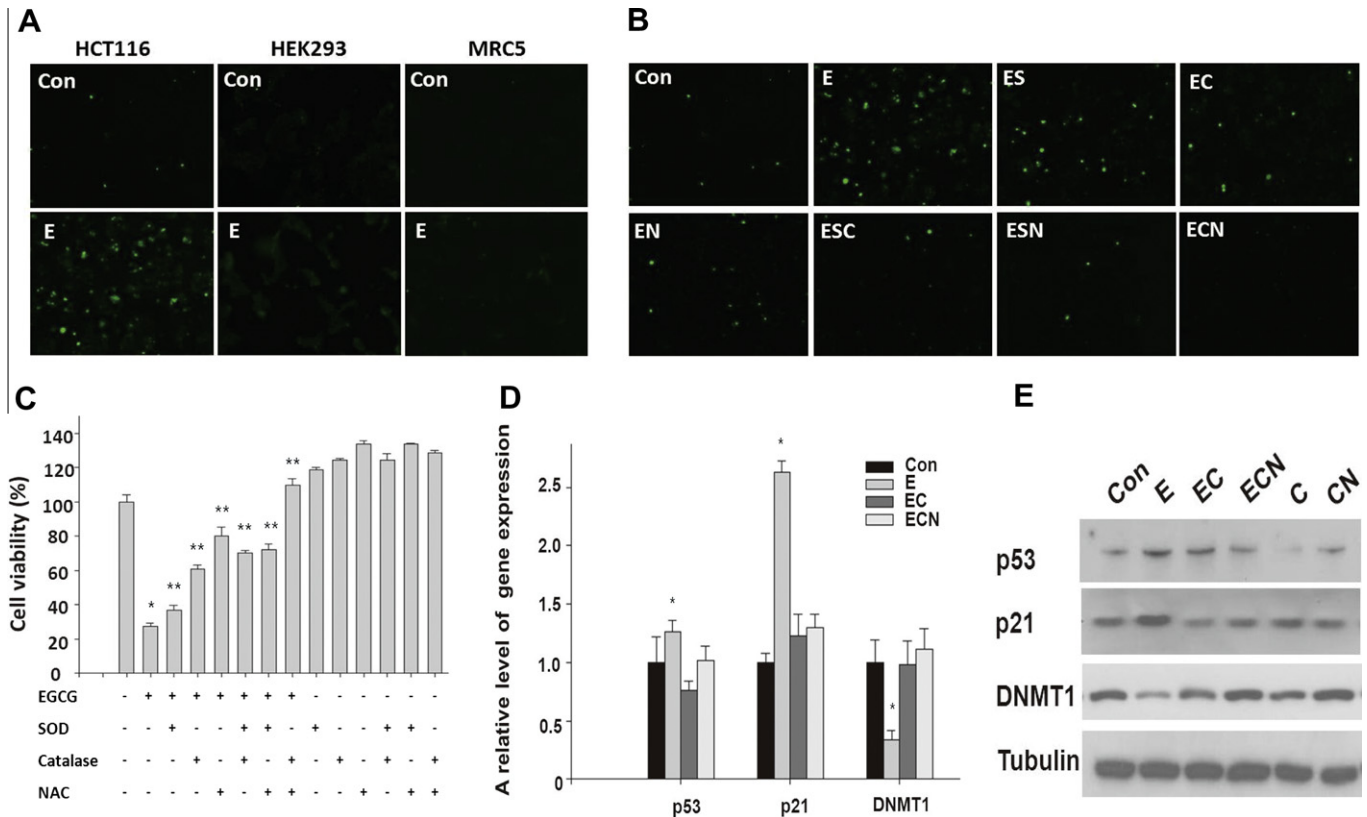 A
HCT116 HEK293 MRC5
Con Con Con
E E E
B
Con E ES EC
EN ESC ESN ECN
C
Cell viability (%)
140
120
100
80
60
40
20
0
* ** ** ** ** ** **
EGCG - + + + + + + + - - - - - -
SOD - - + - - + + - + - - + + -
Catalase - - - + - + - + - + - + - +
NAC - - - - + - + + - - + - + +
D
A relative level of gene expression
2.5
2.0
1.5
1.0
0.5
0
* * *
Con
E
EC
ECN
p53 p21 DNMT1
E
Con E EC ECN C CN
p53
p21
DNMT1
Tubulin